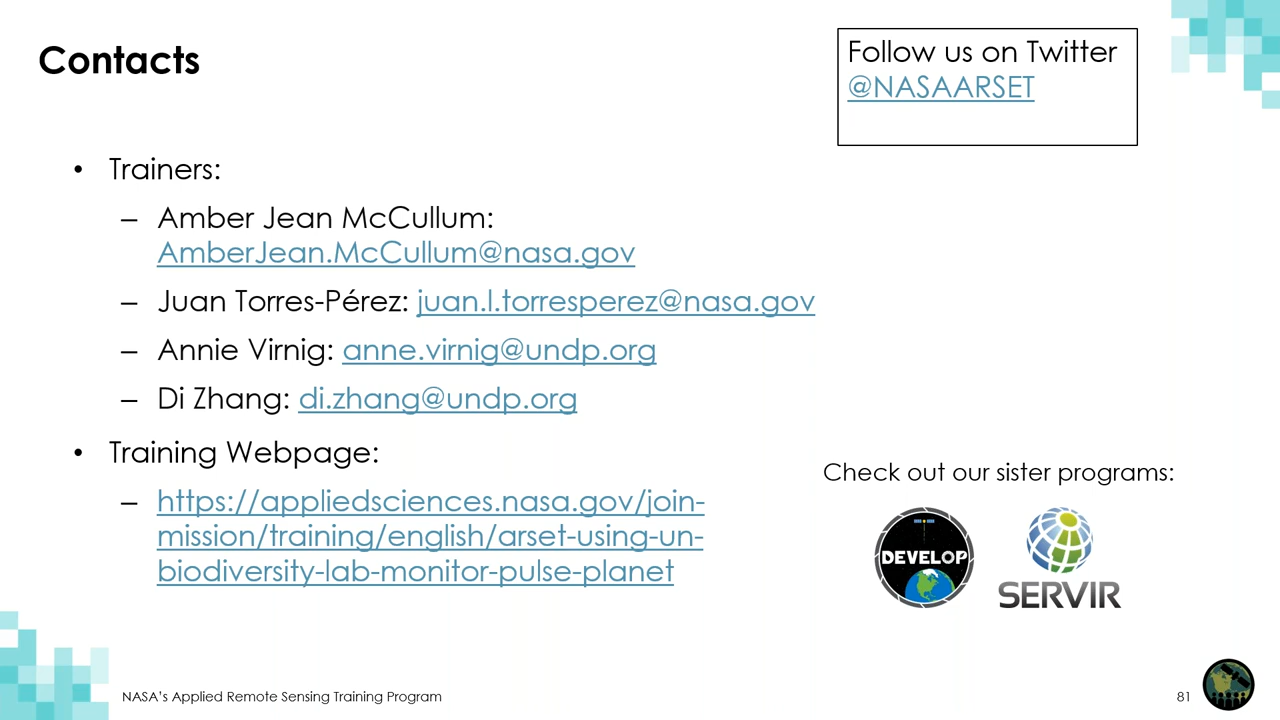 Contacts
Follow us on Twitter
@NASAARSET
• Trainers:
– Amber Jean McCullum:
AmberJean.McCullum@nasa.gov
– Juan Torres-Pérez: juan.l.torresperez@nasa.gov
– Annie Virnig: anne.virnig@undp.org
– Di Zhang: di.zhang@undp.org
• Training Webpage:
– https://appliedsciences.nasa.gov/join-
mission/training/english/arset-using-un-
biodiversity-lab-monitor-pulse-planet
Check out our sister programs:
DEVELOP
SERVIR
NASA's Applied Remote Sensing Training Program
81